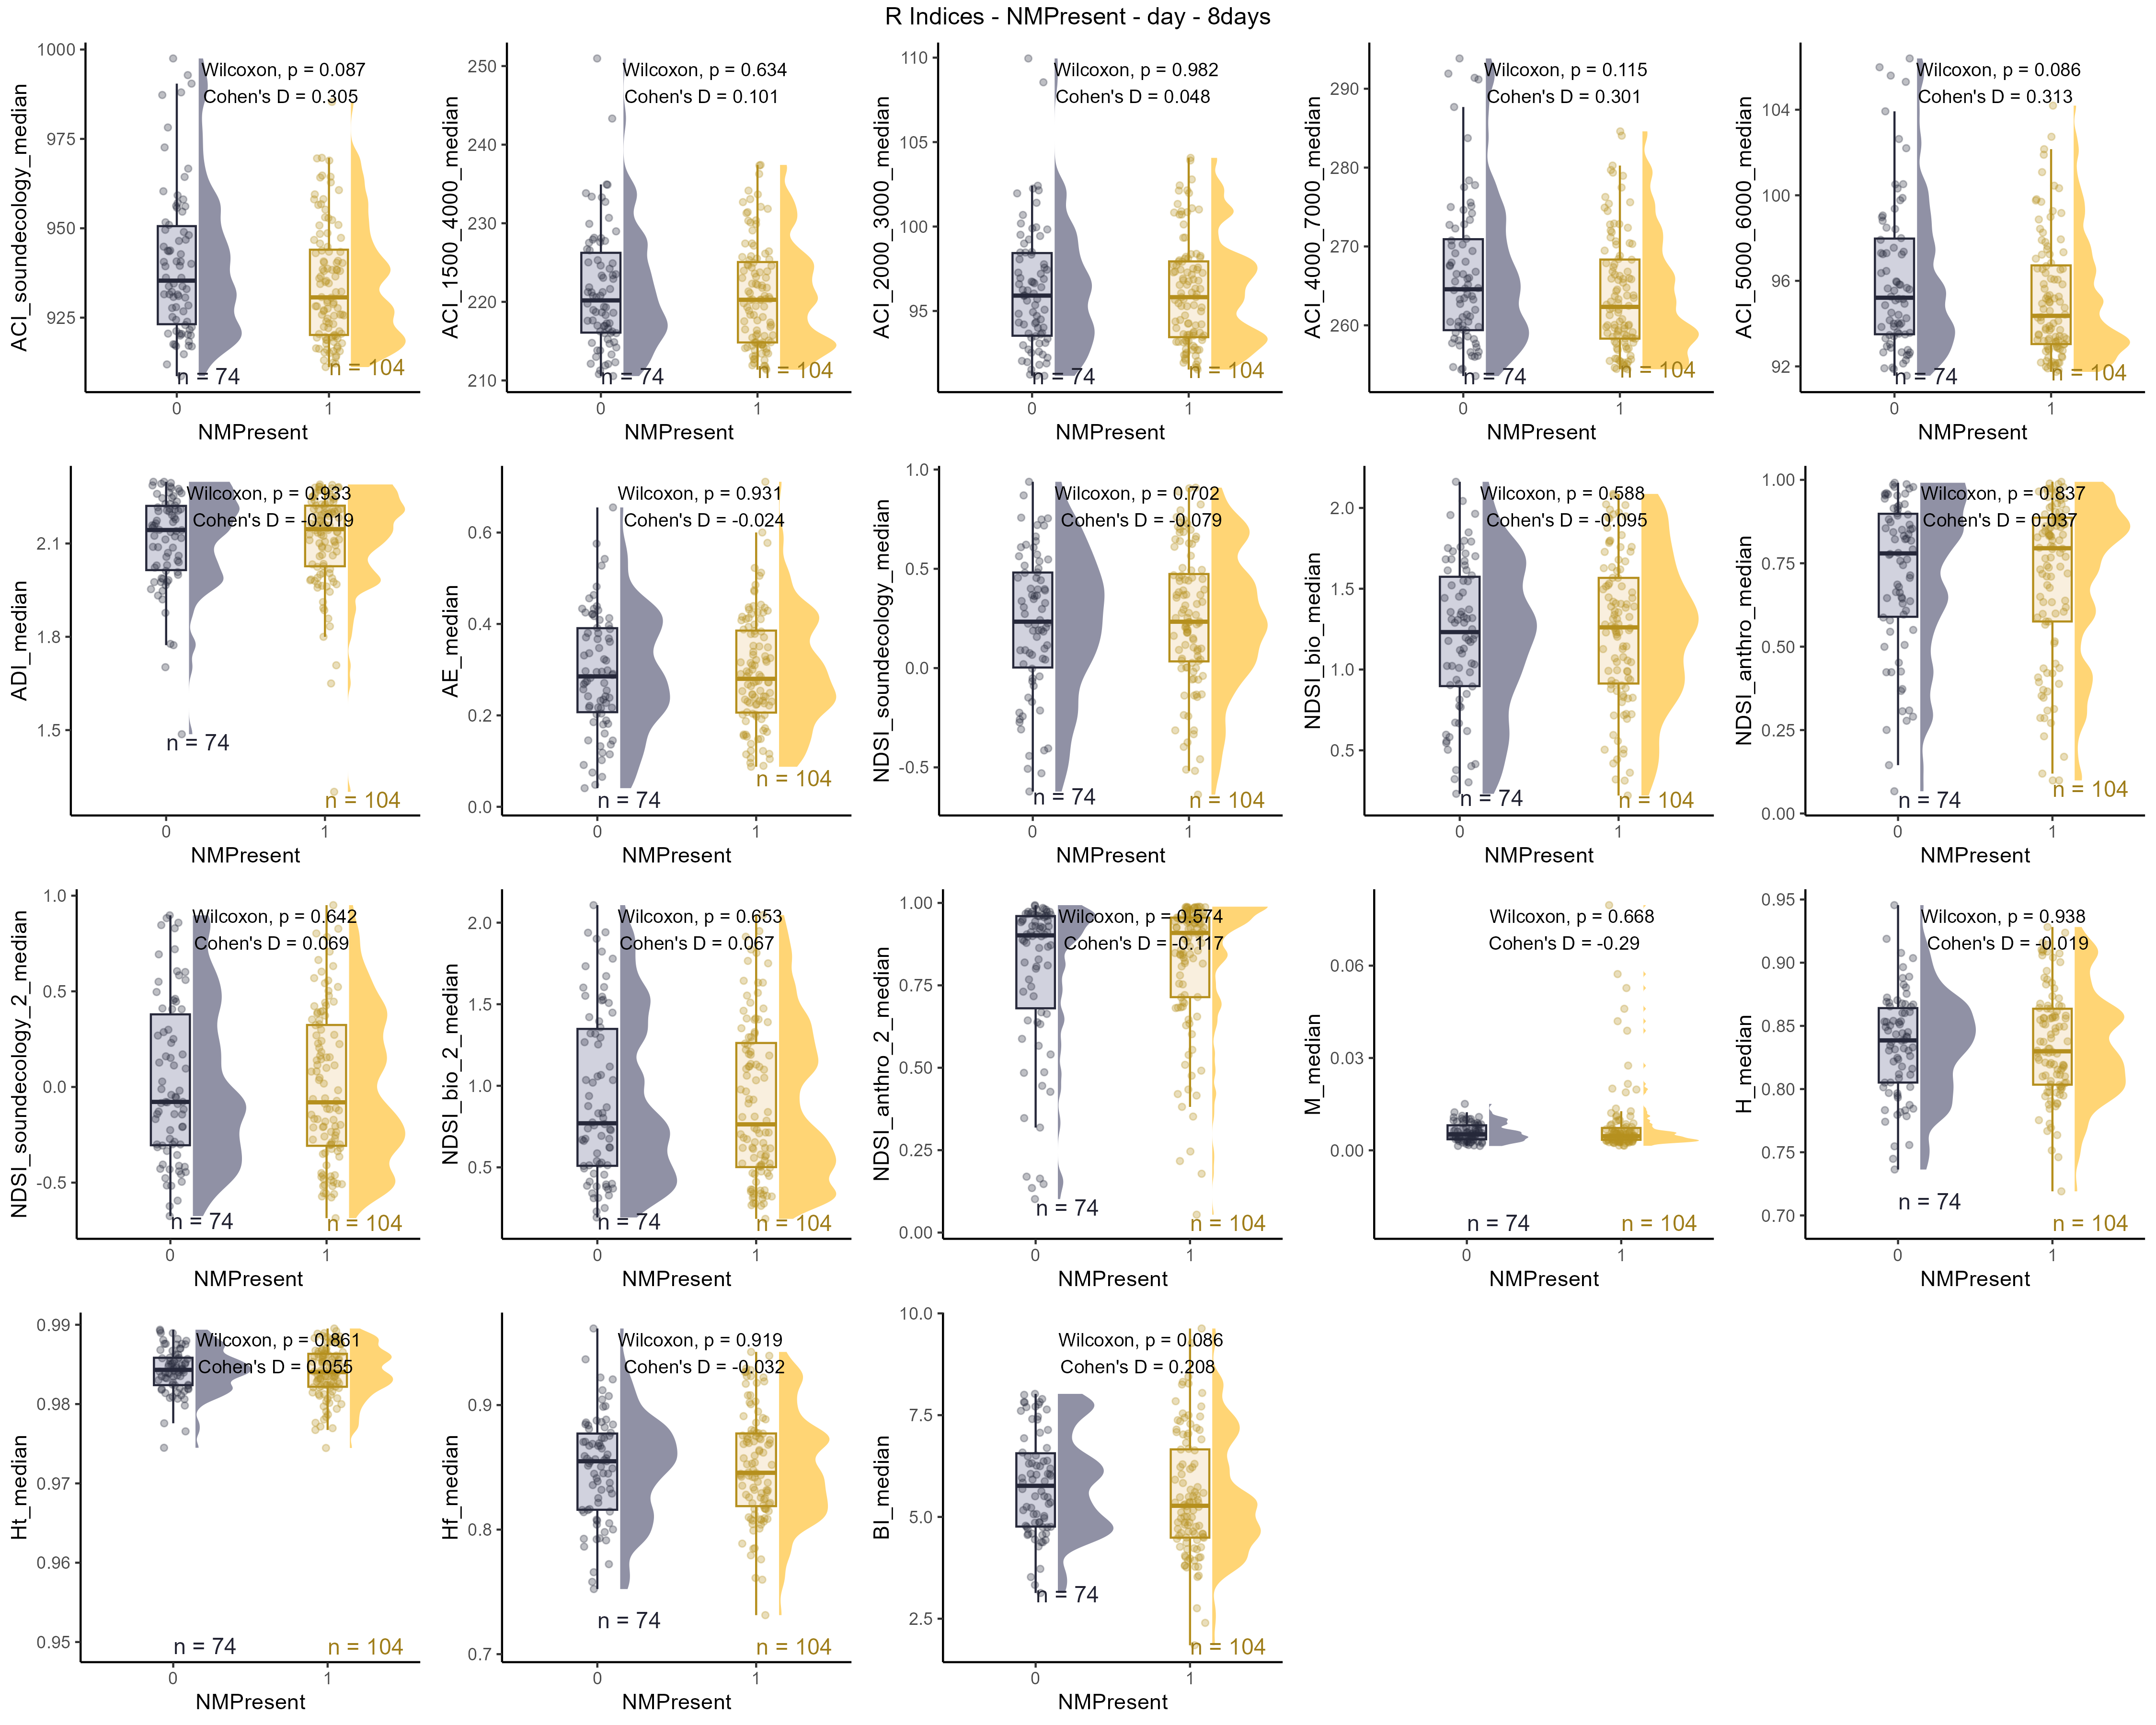 R Indices - NMPresent - day - 8days
ACI_soundecology_median
1000
975
950
925
Wilcoxon, p = 0.087
Cohen's D = 0.305
n = 74
n = 104
0
1
NMPresent
ACI_1500_4000_median
250
240
230
220
210
Wilcoxon, p = 0.634
Cohen's D = 0.101
n = 74
n = 104
0
1
NMPresent
ACI_2000_3000_median
110
105
100
95
Wilcoxon, p = 0.982
Cohen's D = 0.048
n = 74
n = 104
0
1
NMPresent
ACI_4000_7000_median
290
280
270
260
Wilcoxon, p = 0.115
Cohen's D = 0.301
n = 74
n = 104
0
1
NMPresent
ACI_5000_6000_median
104
100
96
92
Wilcoxon, p = 0.086
Cohen's D = 0.313
n = 74
n = 104
0
1
NMPresent
ADI_median
2.1
1.8
1.5
Wilcoxon, p = 0.933
Cohen's D = -0.019
n = 74
n = 104
0
1
NMPresent
AE_median
0.6
0.4
0.2
0.0
Wilcoxon, p = 0.931
Cohen's D = -0.024
n = 74
n = 104
0
1
NMPresent
NDSI_soundecology_median
1.0
0.5
0.0
-0.5
Wilcoxon, p = 0.702
Cohen's D = -0.079
n = 74
n = 104
0
1
NMPresent
NDSI_bio_median
2.0
1.5
1.0
0.5
Wilcoxon, p = 0.588
Cohen's D = -0.095
n = 74
n = 104
0
1
NMPresent
NDSI_anthro_median
1.00
0.75
0.50
0.25
0.00
Wilcoxon, p = 0.837
Cohen's D = 0.037
n = 74
n = 104
0
1
NMPresent
NDSI_soundecology_2_median
1.0
0.5
0.0
-0.5
Wilcoxon, p = 0.642
Cohen's D = 0.069
n = 74
n = 104
0
1
NMPresent
NDSI_bio_2_median
2.0
1.5
1.0
0.5
Wilcoxon, p = 0.653
Cohen's D = 0.067
n = 74
n = 104
0
1
NMPresent
NDSI_anthro_2_median
1.00
0.75
0.50
0.25
0.00
Wilcoxon, p = 0.574
Cohen's D = -0.117
n = 74
n = 104
0
1
NMPresent
M_median
0.06
0.03
0.00
Wilcoxon, p = 0.668
Cohen's D = -0.29
n = 74
n = 104
0
1
NMPresent
H_median
0.95
0.90
0.85
0.80
0.75
0.70
Wilcoxon, p = 0.938
Cohen's D = -0.019
n = 74
n = 104
0
1
NMPresent
Ht_median
0.99
0.98
0.97
0.96
0.95
Wilcoxon, p = 0.861
Cohen's D = 0.055
n = 74
n = 104
0
1
NMPresent
Hf_median
0.9
0.8
0.7
Wilcoxon, p = 0.919
Cohen's D = -0.032
n = 74
n = 104
0
1
NMPresent
BI_median
10.0
7.5
5.0
2.5
Wilcoxon, p = 0.086
Cohen's D = 0.208
n = 74
n = 104
0
1
NMPresent